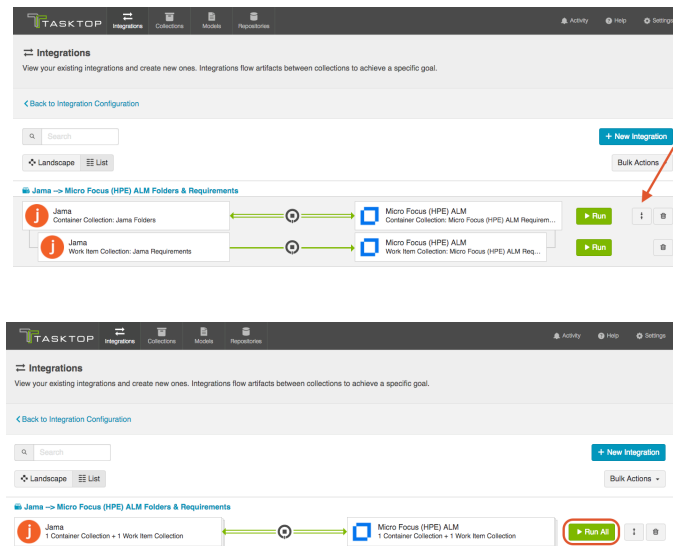 TASKTOP
Integrations
Collections
Models
Repositories
Activity
Help
Settings
Integrations
View your existing integrations and create new ones. Integrations flow artifacts between collections to achieve a specific goal.
Back to Integration Configuration
Search
+ New Integration
Landscape
List
Bulk Actions
Jama --> Micro Focus (HPE) ALM Folders & Requirements
Jama
Container Collection: Jama Folders
Micro Focus (HPE) ALM
Container Collection: Micro Focus (HPE) ALM Requirem...
Run
Jama
Work Item Collection: Jama Requirements
Micro Focus (HPE) ALM
Work Item Collection: Micro Focus (HPE) ALM Req...
Run
TASKTOP
Integrations
Collections
Models
Repositories
Activity
Help
Settings
Integrations
View your existing integrations and create new ones. Integrations flow artifacts between collections to achieve a specific goal.
Back to Integration Configuration
Search
+ New Integration
Landscape
List
Bulk Actions
Jama --> Micro Focus (HPE) ALM Folders & Requirements
Jama
1 Container Collection + 1 Work Item Collection
Micro Focus (HPE) ALM
1 Container Collection + 1 Work Item Collection
Run All